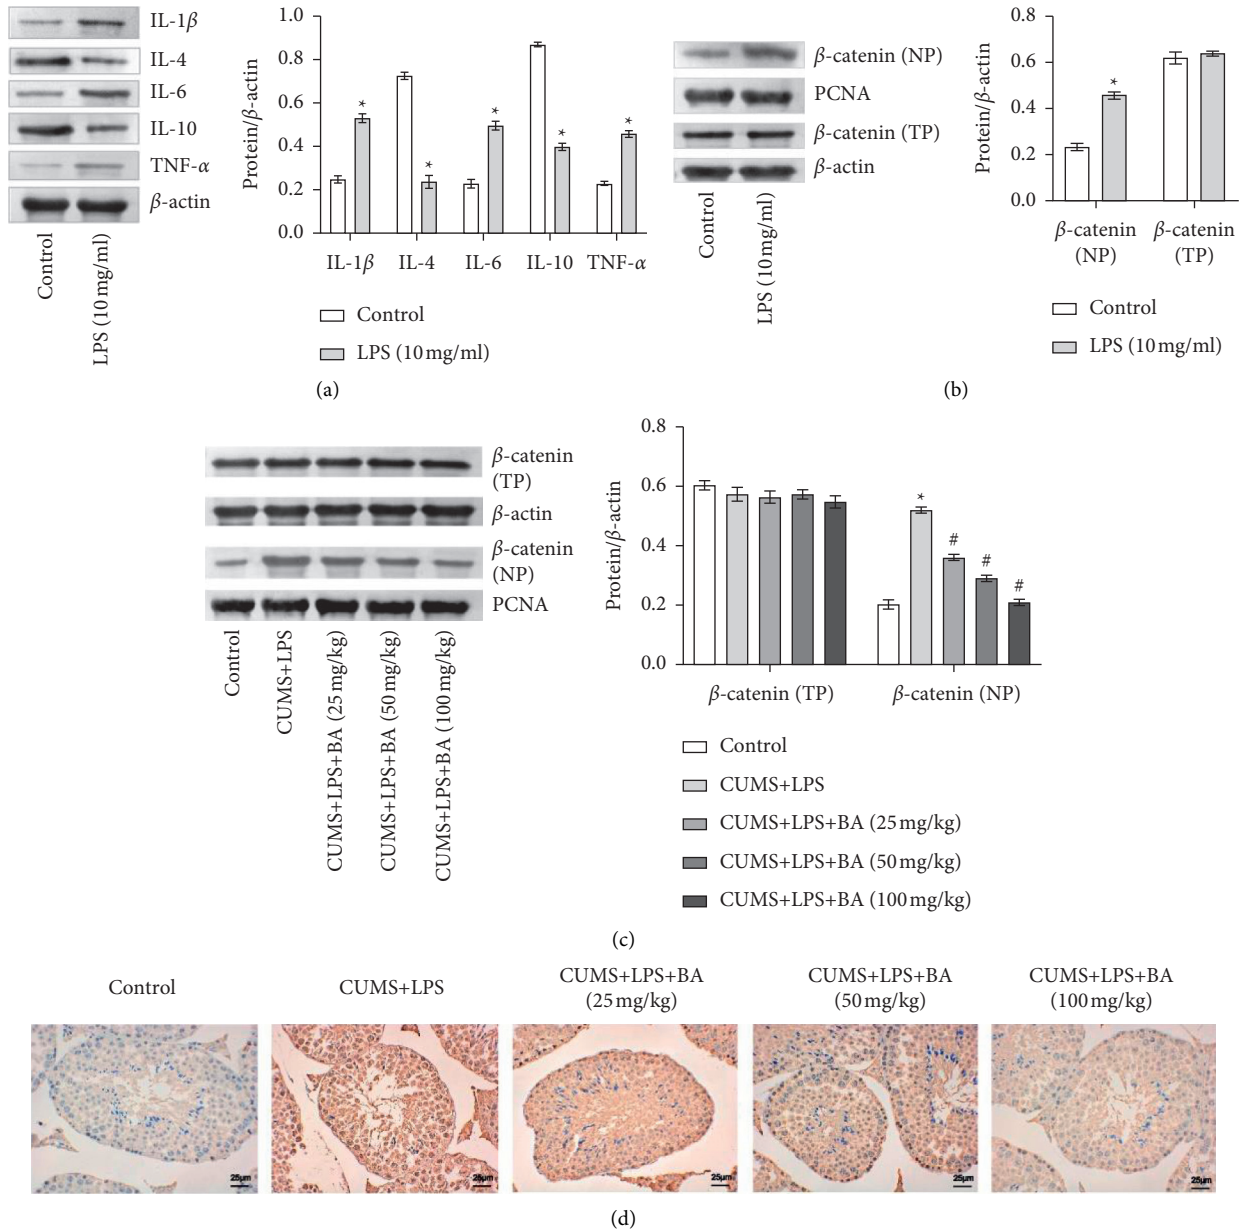 IL-1β
IL-4
IL-6
IL-10
TNF-α
β-actin
Control
LPS (10 mg/ml)
Protein/β-actin
1.0
0.8
0.6
0.4
0.2
0.0
* * * * *
IL-1β IL-4 IL-6 IL-10 TNF-α
Control
LPS (10 mg/ml)
(a)
β-catenin (NP)
PCNA
β-catenin (TP)
β-actin
Control
LPS (10 mg/ml)
Protein/β-actin
0.8
0.6
0.4
0.2
0.0
*
β-catenin (NP)
β-catenin (TP)
Control
LPS (10 mg/ml)
(b)
β-catenin
(TP)
β-actin
β-catenin
(NP)
PCNA
Control
CUMS+LPS
CUMS+LPS+BA (25 mg/kg)
CUMS+LPS+BA (50 mg/kg)
CUMS+LPS+BA (100 mg/kg)
Protein/β-actin
0.8
0.6
0.4
0.2
0.0
* # # #
β-catenin (TP) β-catenin (NP)
Control
CUMS+LPS
CUMS+LPS+BA (25 mg/kg)
CUMS+LPS+BA (50 mg/kg)
CUMS+LPS+BA (100 mg/kg)
(c)
Control
CUMS+LPS
CUMS+LPS+BA
(25 mg/kg)
CUMS+LPS+BA
(50 mg/kg)
CUMS+LPS+BA
(100 mg/kg)
25μm
25μm
25μm
25μm
25μm
(d)